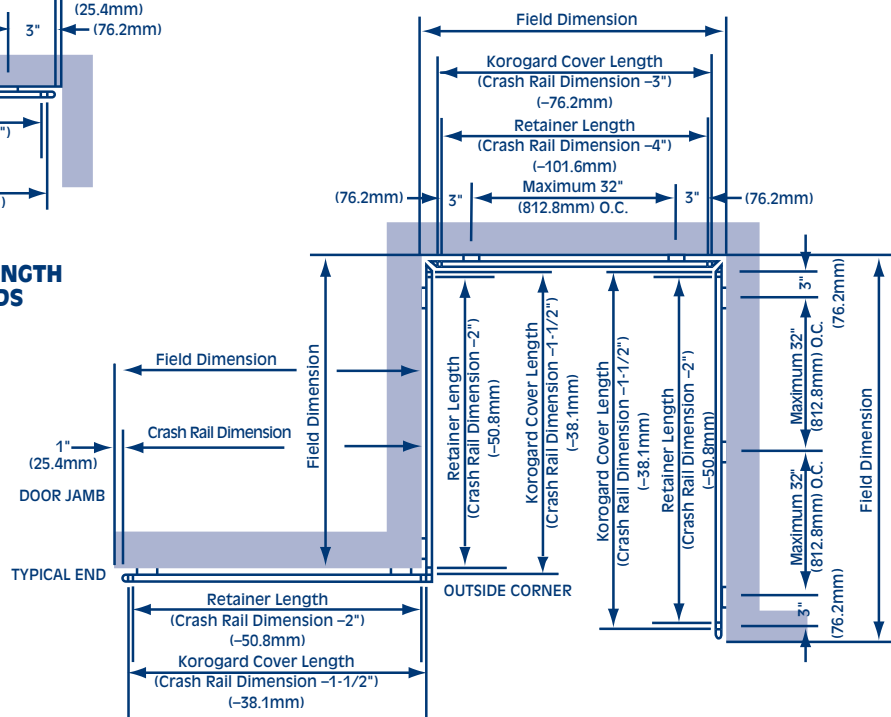 (25.4mm)
3"
(76.2mm)
")
)
NGTH
DS
Field Dimension
Korogard Cover Length
(Crash Rail Dimension –3")
(–76.2mm)
Retainer Length
(Crash Rail Dimension –4")
(–101.6mm)
(76.2mm)
3"
Maximum 32"
(812.8mm) O.C.
3"
(76.2mm)
Field Dimension
Crash Rail Dimension
1"
(25.4mm)
DOOR JAMB
TYPICAL END
Field Dimension
Retainer Length
(Crash Rail Dimension –2")
(–50.8mm)
Korogard Cover Length
(Crash Rail Dimension –1-1/2")
(–38.1mm)
Korogard Cover Length
(Crash Rail Dimension –1-1/2")
(–38.1mm)
Retainer Length
(Crash Rail Dimension –2")
(–50.8mm)
3"
(76.2mm)
Maximum 32"
(812.8mm) O.C.
Maximum 32"
(812.8mm) O.C.
3"
(76.2mm)
Field Dimension
OUTSIDE CORNER
Retainer Length
(Crash Rail Dimension –2")
(–50.8mm)
Korogard Cover Length
(Crash Rail Dimension –1-1/2")
(–38.1mm)